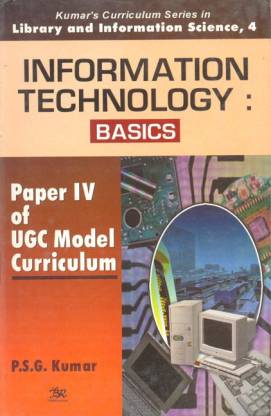 Kumar's Curriculum Series in
Library and Information Science, 4
INFORMATION
TECHNOLOGY :
BASICS
Paper IV
of
UGC Model
Curriculum
P.S.G. Kumar